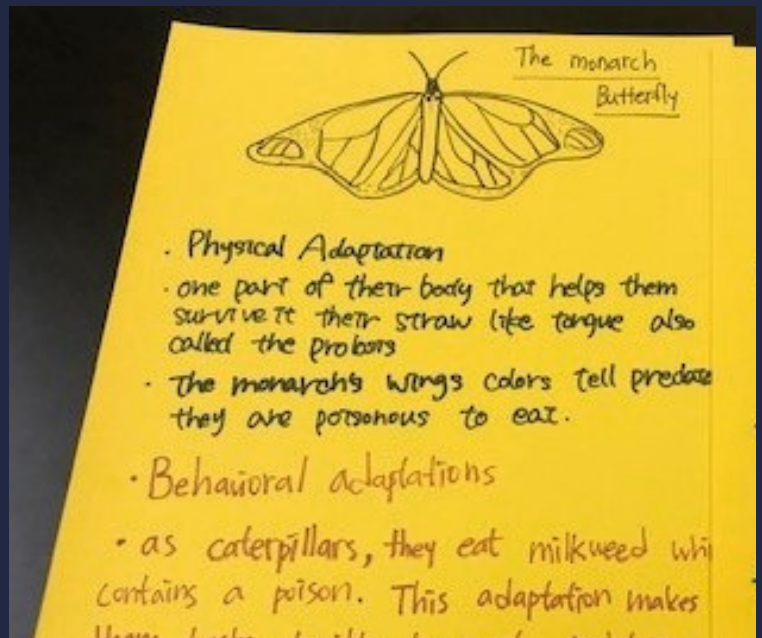 The monarch
Butterfly
. Physical Adaptation
. one part of their body that helps them
survive it their straw like tongue also
called the probois
. The monarch's wings colors tell predato
they are poisonous to eat.
. Behavioral adaptations
. as caterpillars, they eat milkweed whi
contains a poison. This adaptation makes